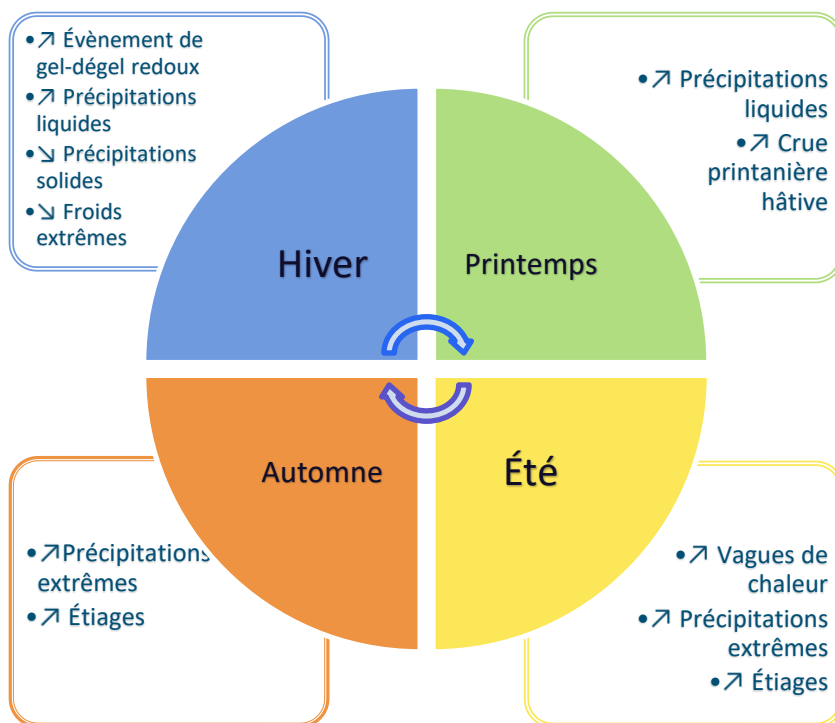 •↗ Évènement de
gel-dégel redoux
•↗ Précipitations
liquides
•↘ Précipitations
solides
•↘ Froids
extrêmes
•↗ Précipitations
liquides
•↗ Crue
printanière
hâtive
Hiver
Printemps
Automne
Été
•↗Précipitations
extrêmes
•↗ Étiages
•↗ Vagues de
chaleur
•↗ Précipitations
extrêmes
•↗ Étiages